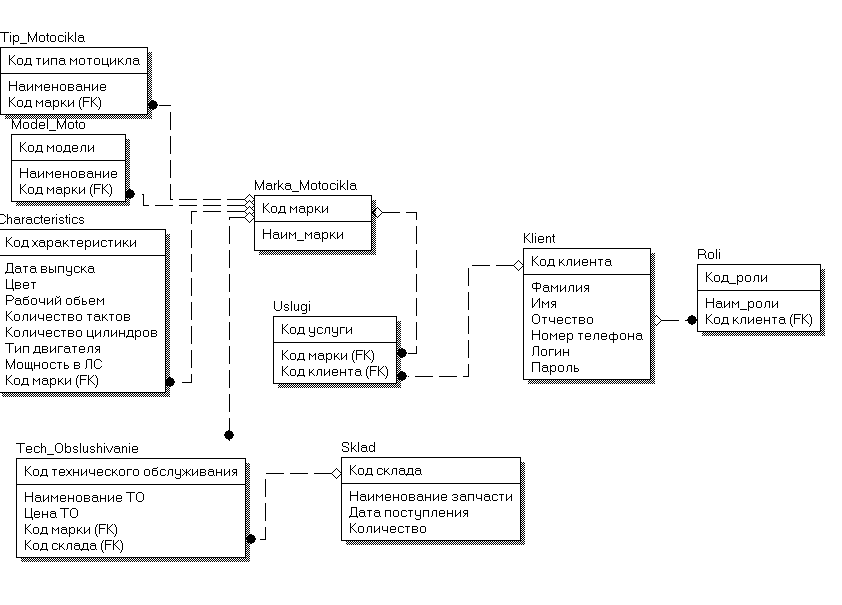 Tip_Motocikla
Код типа мотоцикла
Наименование
Код марки (FK)
Model_Moto
Код модели
Наименование
Код марки (FK)
Characteristics
Код характеристики
Дата выпуска
Цвет
Рабочий обьем
Количество тактов
Количество цилиндров
Тип двигателя
Мощность в ЛС
Код марки (FK)
Marka_Motocikla
Код марки
Наим_марки
Uslugi
Код услуги
Код марки (FK)
Код клиента (FK)
Klient
Код клиента
Фамилия
Имя
Отчество
Номер телефона
Логин
Пароль
Roli
Код_роли
Наим_роли
Код клиента (FK)
Tech_Obslushivanie
Код технического обслуживания
Наименование ТО
Цена ТО
Код марки (FK)
Код склада (FK)
Sklad
Код склада
Наименование запчасти
Дата поступления
Количество